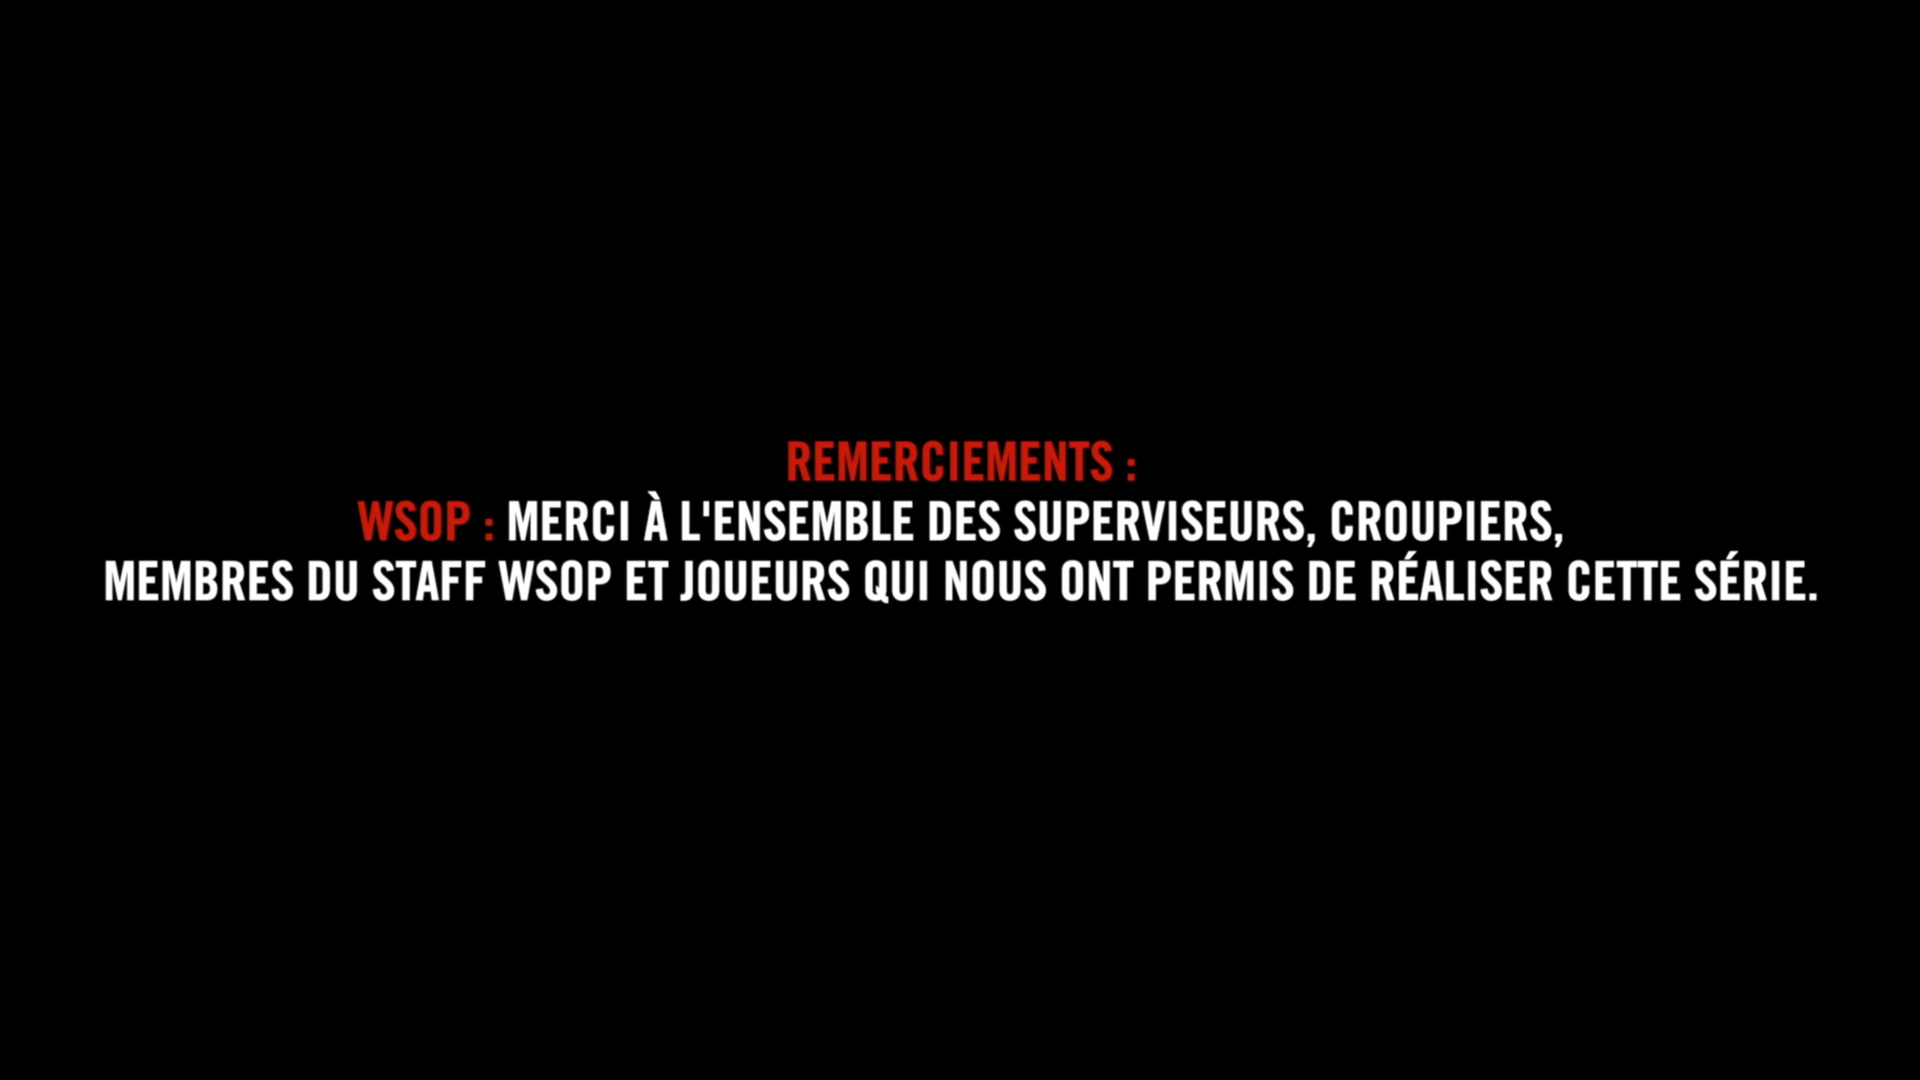 REMERCIEMENTS :
WSOP : MERCI À L'ENSEMBLE DES SUPERVISEURS, CROUPIERS,
MEMBRES DU STAFF WSOP ET JOUEURS QUI NOUS ONT PERMIS DE RÉALISER CETTE SÉRIE.